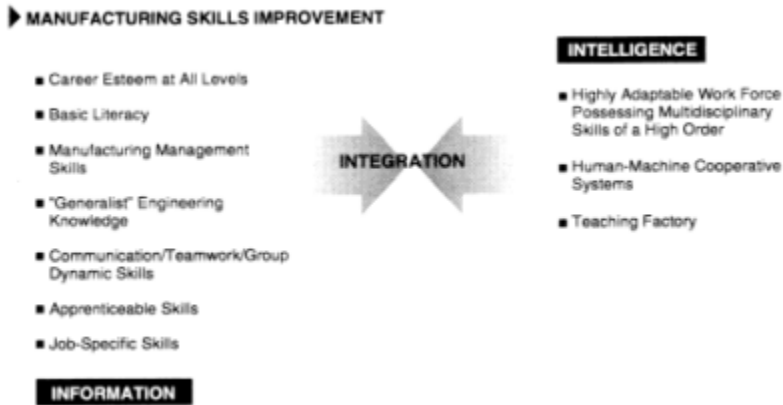 MANUFACTURING SKILLS IMPROVEMENT
Career Esteem at All Levels
Basic Literacy
Manufacturing Management
Skills
"Generalist" Engineering
Knowledge
Communication/Teamwork/Group
Dynamic Skills
Apprenticeable Skills
Job-Specific Skills
INFORMATION
INTEGRATION
INTELLIGENCE
Highly Adaptable Work Force
Possessing Multidisciplinary
Skills of a High Order
Human-Machine Cooperative
Systems
Teaching Factory